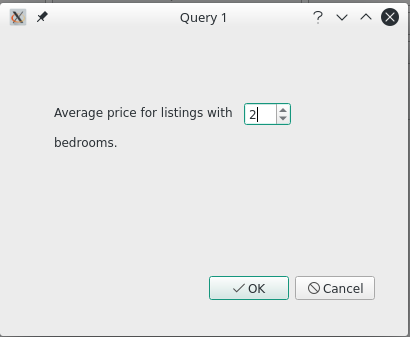 Query 1
Average price for listings with 2
bedrooms.
OK Cancel